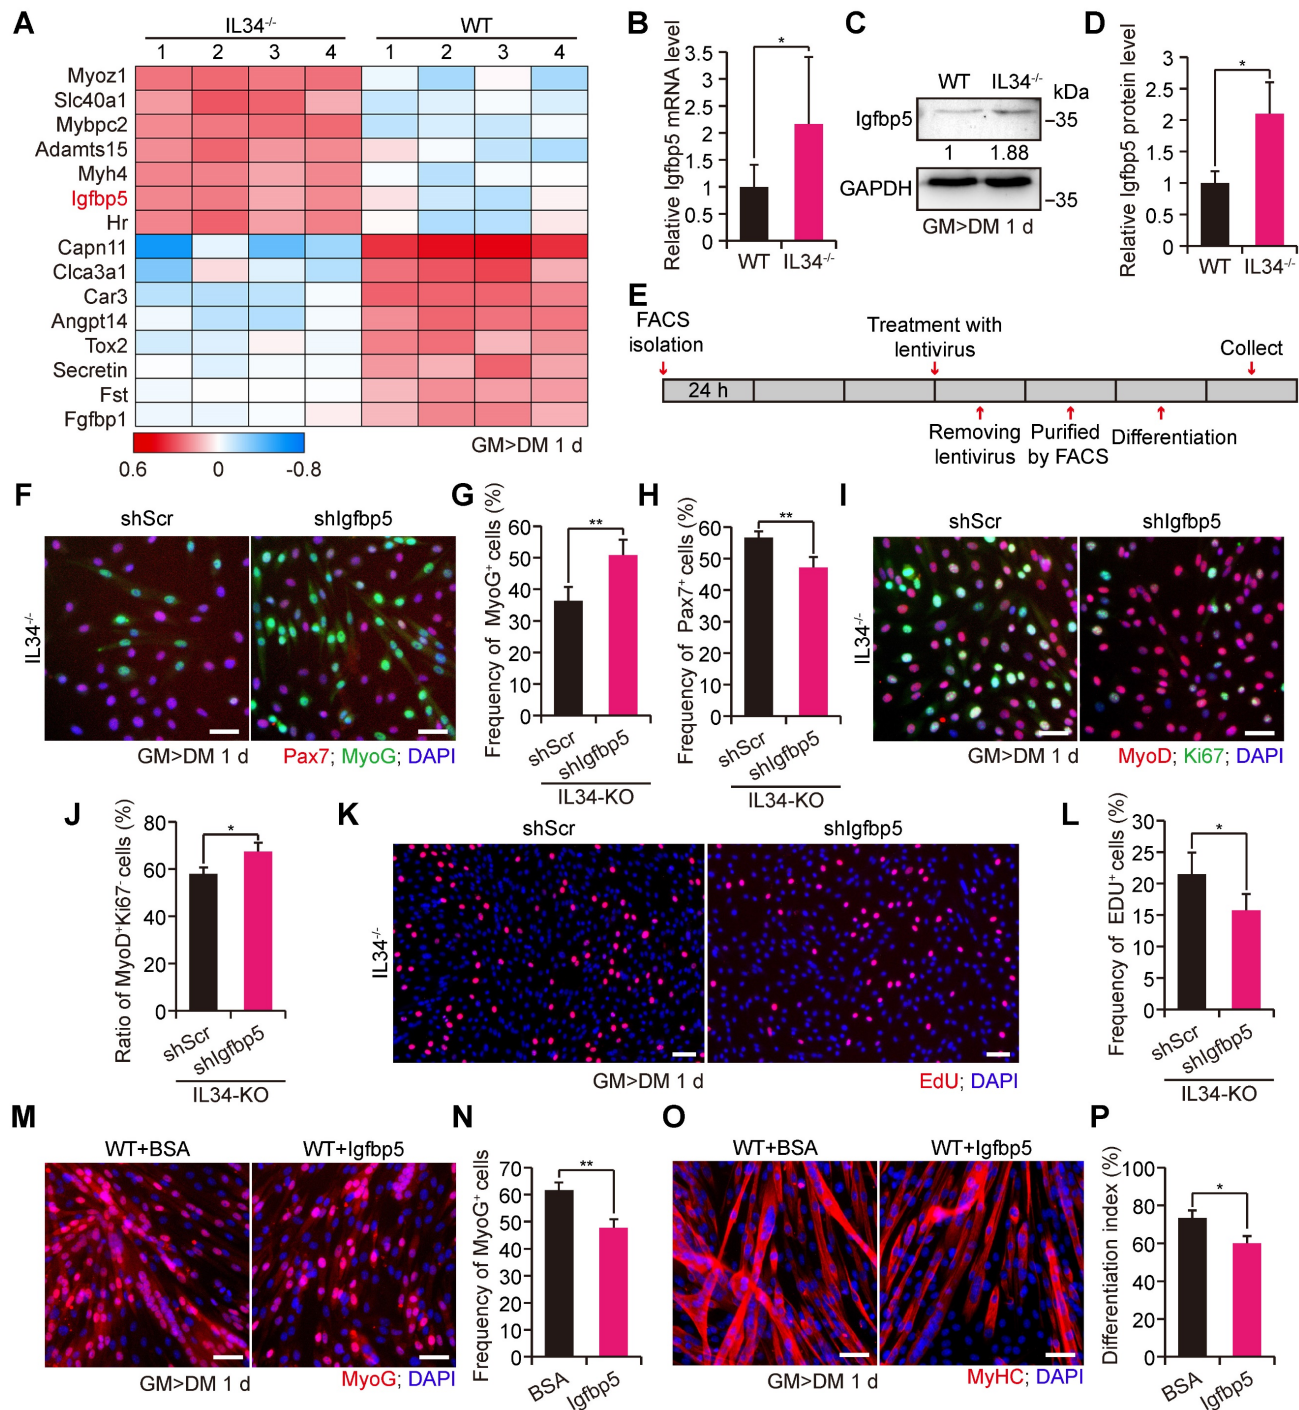 A
IL34-/-
WT
1 2 3 4 1 2 3 4
Myoz1
Slc40a1
Mybpc2
Adamts15
Myh4
Igfbp5
Hr
Capn11
Clca3a1
Car3
Angpt14
Tox2
Secretin
Fst
Fgfbp1
0.6 0 -0.8
GM>DM 1 d
B
Relative Igfbp5 mRNA level
3.5
3
2.5
2
1.5
1
0.5
0
*
WT IL34-/-
C
WT IL34-/-
kDa
Igfbp5
–35
1 1.88
GAPDH
–35
GM>DM 1 d
D
Relative Igfbp5 protein level
3
2.5
2
1.5
1
0.5
0
*
WT IL34-/-
E
FACS
isolation
Treatment with
lentivirus
Collect
24 h
Removing
lentivirus
Purified
by FACS
Differentiation
F
shScr shIgfbp5
IL34-/-
GM>DM 1 d
Pax7; MyoG; DAPI
G
Frequency of MyoG+ cells (%)
60
50
40
30
20
10
0
**
shScr
shIgfbp5
IL34-KO
H
Frequency of Pax7+ cells (%)
60
50
40
30
20
10
0
**
shScr
shIgfbp5
IL34-KO
I
shScr shIgfbp5
IL34-/-
GM>DM 1 d
MyoD; Ki67; DAPI
J
Ratio of MyoD+Ki67- cells (%)
80
60
40
20
0
*
shScr
shIgfbp5
IL34-KO
K
shScr shIgfbp5
IL34-/-
GM>DM 1 d
EdU; DAPI
L
Frequency of EDU+ cells (%)
30
25
20
15
10
5
0
*
shScr
shIgfbp5
IL34-KO
M
WT+BSA WT+Igfbp5
GM>DM 1 d
MyoG; DAPI
N
Frequency of MyoG+ cells
70
60
50
40
30
20
10
0
**
BSA
Igfbp5
O
WT+BSA WT+Igfbp5
GM>DM 1 d
MyHC; DAPI
P
Differentiation index (%)
100
80
60
40
20
0
*
BSA
Igfbp5